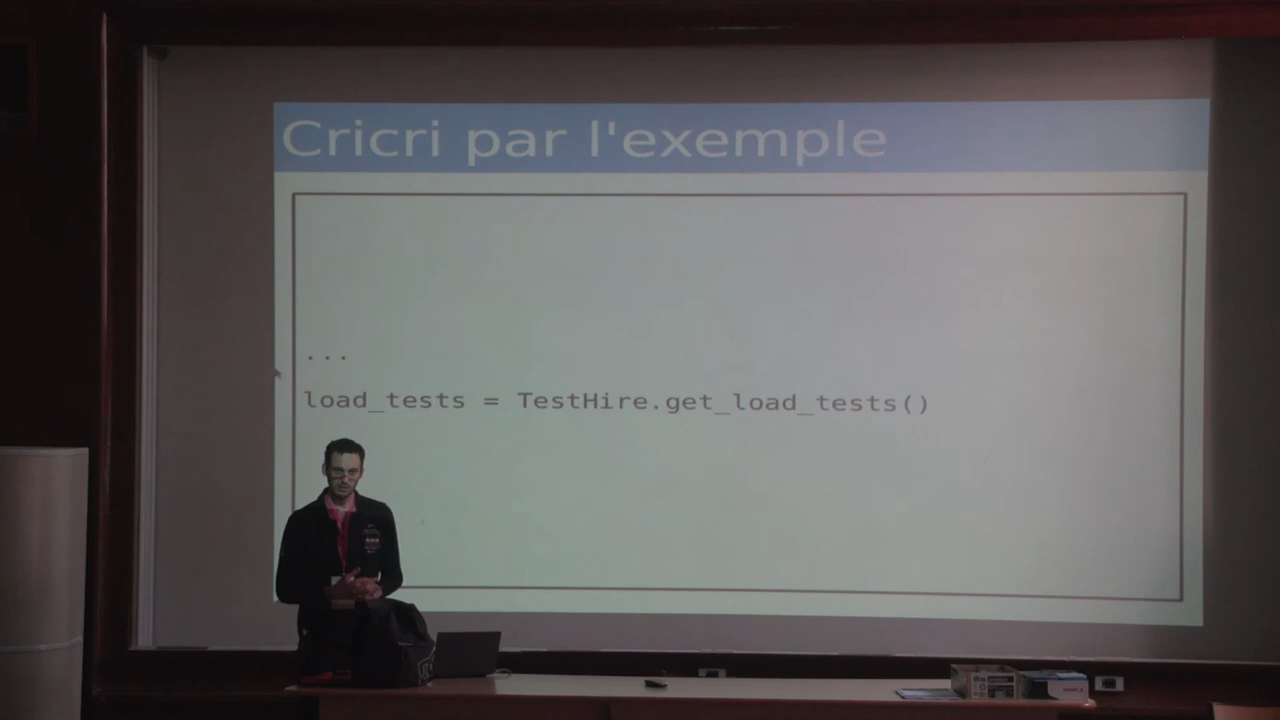 Cricri par l'exemple
...
load_tests = TestHire.get_load_tests()